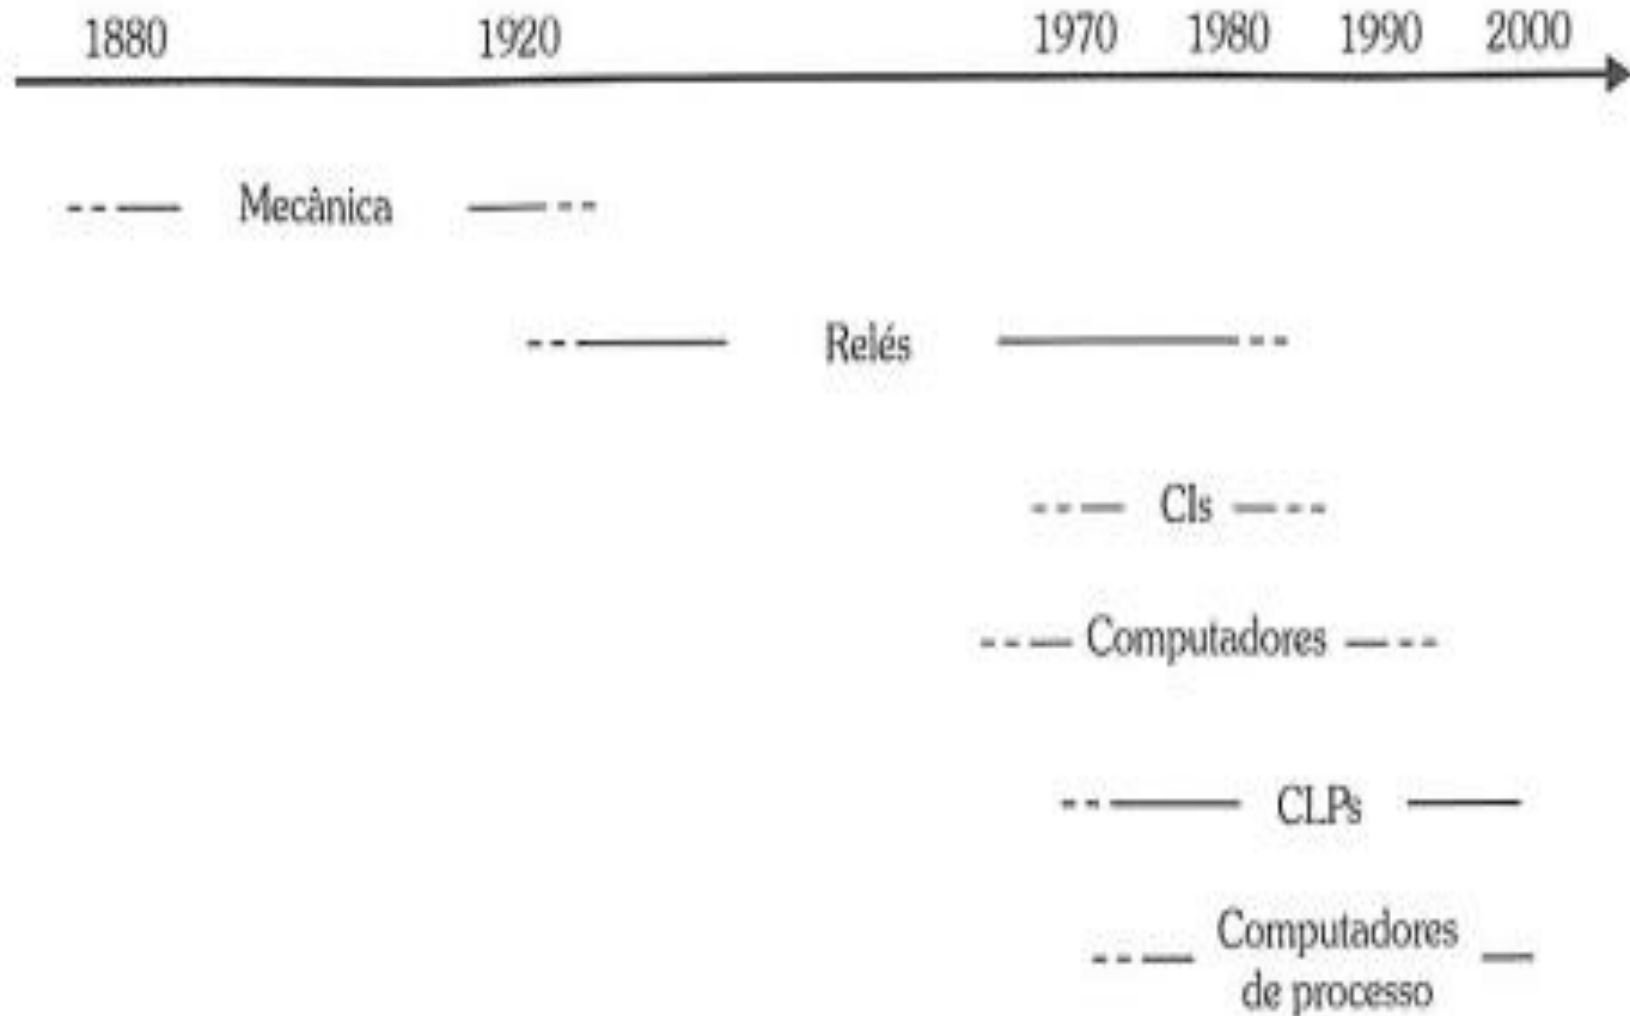 1880 1920 1970 1980 1990 2000
Mecânica
Relés
CIs
Computadores
CLPs
Computadores
de processo